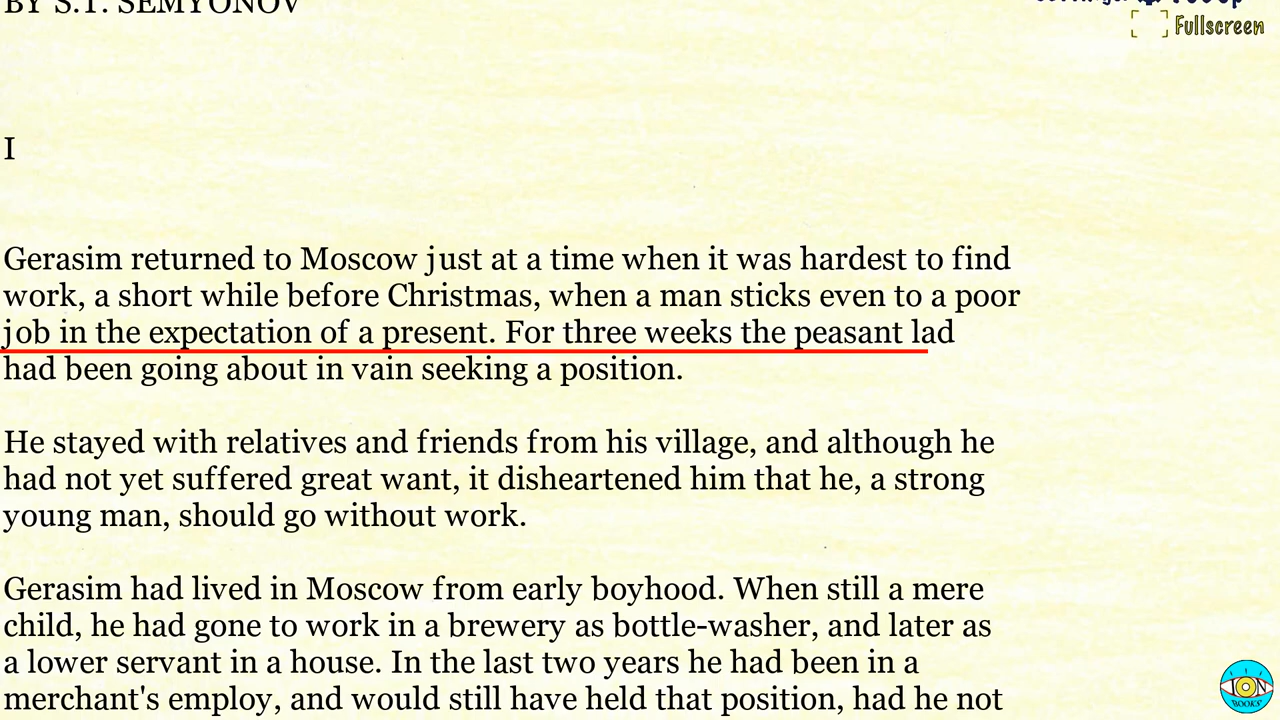 BY S.T. SEMYONOV
Fullscreen
I
Gerasim returned to Moscow just at a time when it was hardest to find
work, a short while before Christmas, when a man sticks even to a poor
job in the expectation of a present. For three weeks the peasant lad
had been going about in vain seeking a position.
He stayed with relatives and friends from his village, and although he
had not yet suffered great want, it disheartened him that he, a strong
young man, should go without work.
Gerasim had lived in Moscow from early boyhood. When still a mere
child, he had gone to work in a brewery as bottle-washer, and later as
a lower servant in a house. In the last two years he had been in a
merchant's employ, and would still have held that position, had he not
ION
BOOKS